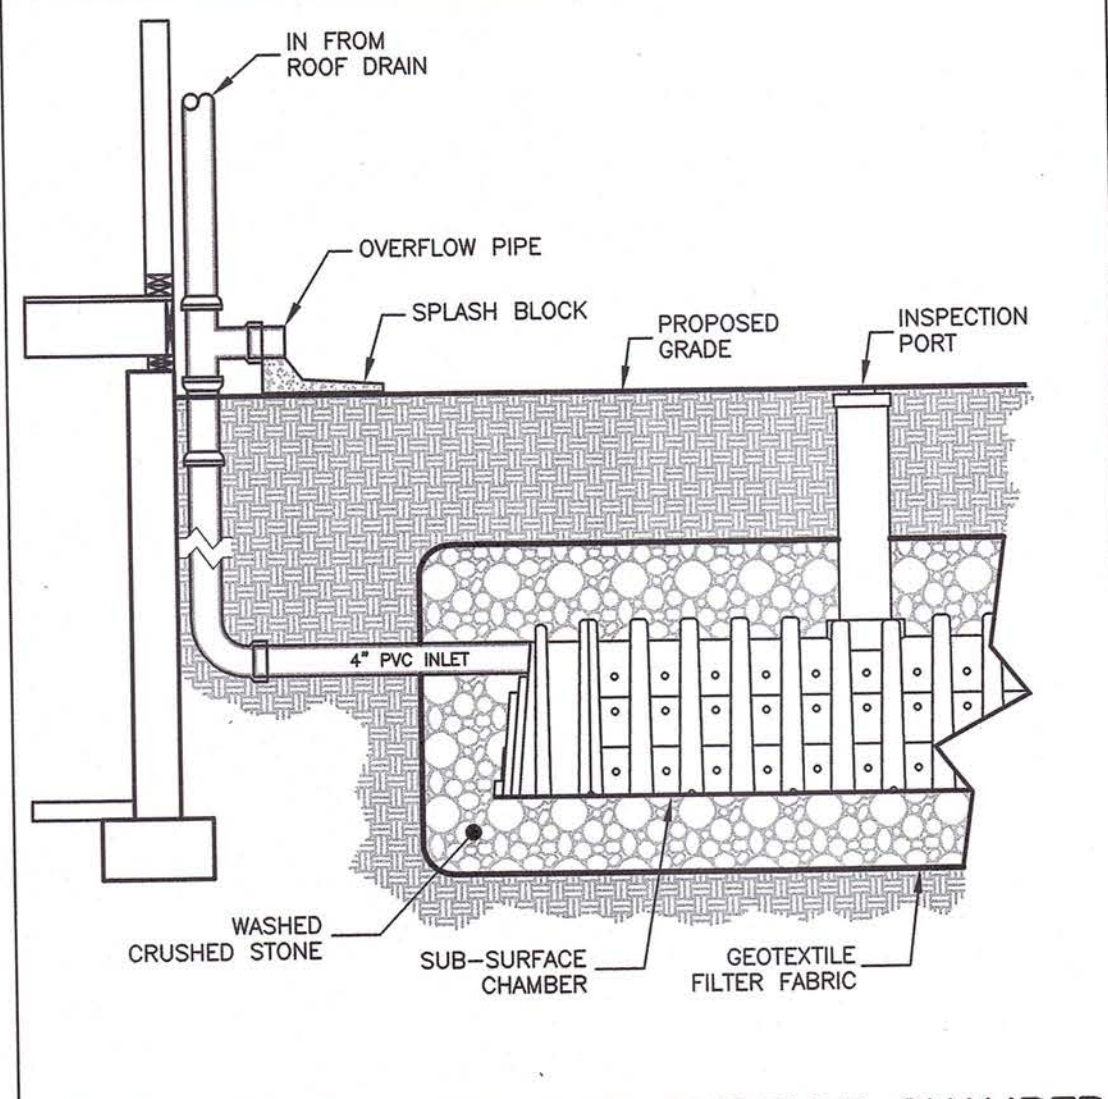 IN FROM
ROOF DRAIN
OVERFLOW PIPE
SPLASH BLOCK
PROPOSED
GRADE
INSPECTION
PORT
4" PVC INLET
WASHED
CRUSHED STONE
SUB-SURFACE
CHAMBER
GEOTEXTILE
FILTER FABRIC